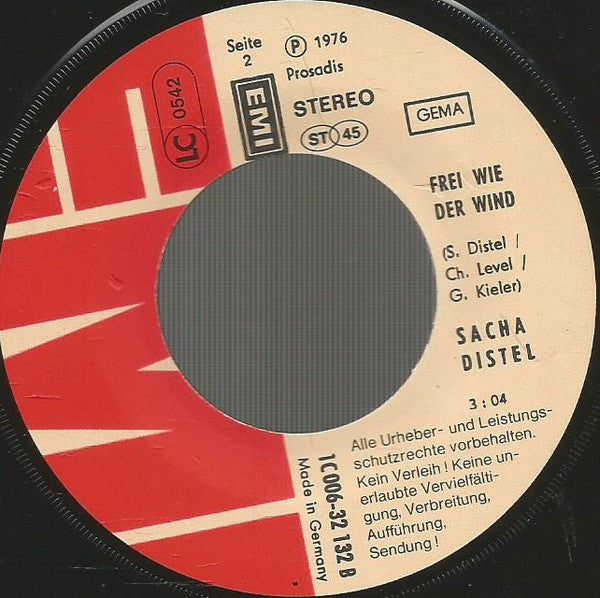 Seite
2
Ⓟ 1976
Prosadis
LC 0542
EMI
STEREO
ST 45
GEMA
FREI WIE
DER WIND
(S. Distel /
Ch. Level /
G. Kieler)
SACHA
DISTEL
3:04
Alle Urheber- und Leistungs-
schutzrechte vorbehalten.
Kein Verleih! Keine un-
erlaubte Vervielfälti-
gung, Verbreitung,
Aufführung,
Sendung!
1C006-32 132 B
Made in Germany